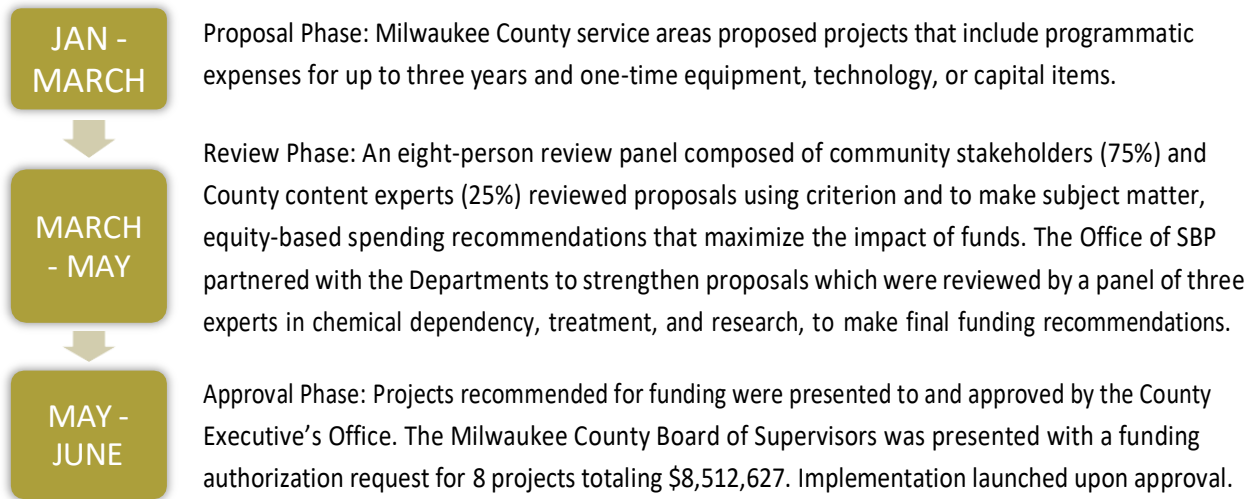 JAN -
MARCH
Proposal Phase: Milwaukee County service areas proposed projects that include programmatic
expenses for up to three years and one-time equipment, technology, or capital items.
MARCH
- MAY
Review Phase: An eight-person review panel composed of community stakeholders (75%) and
County content experts (25%) reviewed proposals using criterion and to make subject matter,
equity-based spending recommendations that maximize the impact of funds. The Office of SBP
partnered with the Departments to strengthen proposals which were reviewed by a panel of three
experts in chemical dependency, treatment, and research, to make final funding recommendations.
MAY -
JUNE
Approval Phase: Projects recommended for funding were presented to and approved by the County
Executive's Office. The Milwaukee County Board of Supervisors was presented with a funding
authorization request for 8 projects totaling $8,512,627. Implementation launched upon approval.